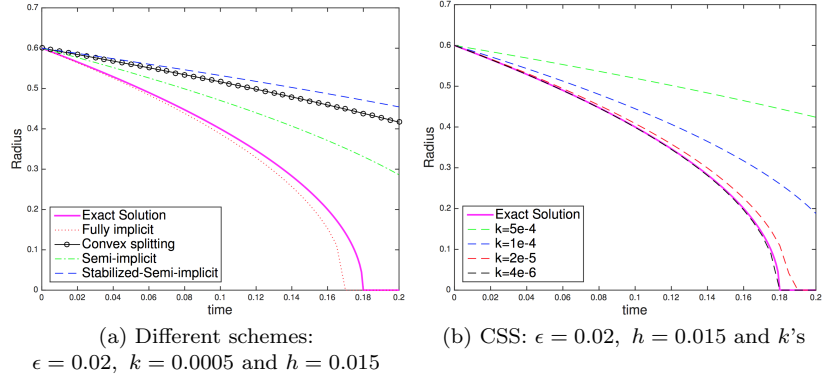 0.7
0.6
0.5
0.4
0.3
0.2
0.1
0
Radius
Exact Solution
Fully implicit
Convex splitting
Semi-implicit
Stabilized-Semi-implicit
0 0.02 0.04 0.06 0.08 0.1 0.12 0.14 0.16 0.18 0.2
time
(a) Different schemes:
ϵ = 0.02, k = 0.0005 and h = 0.015
0.7
0.6
0.5
0.4
0.3
0.2
0.1
0
Radius
Exact Solution
k=5e-4
k=1e-4
k=2e-5
k=4e-6
0 0.02 0.04 0.06 0.08 0.1 0.12 0.14 0.16 0.18 0.2
time
(b) CSS: ϵ = 0.02, h = 0.015 and k's